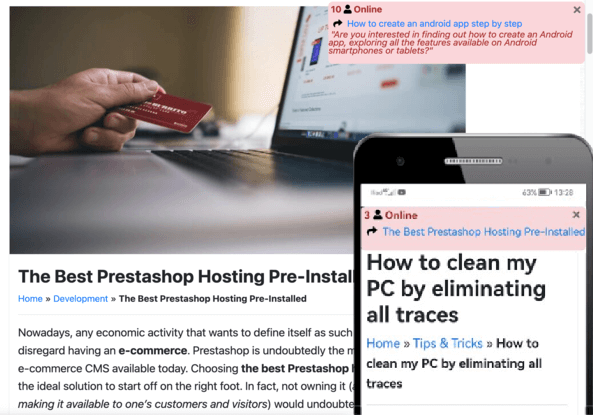 10 Online
How to create an android app step by step
"Are you interested in finding out how to create an Android
app, exploring all the features available on Android
smartphones or tablets?"
The Best Prestashop Hosting Pre-Instal
Home » Development » The Best Prestashop Hosting Pre-Installed
Nowadays, any economic activity that wants to define itself as such
disregard having an e-commerce. Prestashop is undoubtedly the m
e-commerce CMS available today. Choosing the best Prestashop
the ideal solution to start off on the right foot. In fact, not owning it (
making it available to one's customers and visitors) would undoubte
63% 13:28
3 Online
The Best Prestashop Hosting Pre-Installed
How to clean my
PC by eliminating
all traces
Home » Tips & Tricks » How to
clean my PC by eliminating all
traces